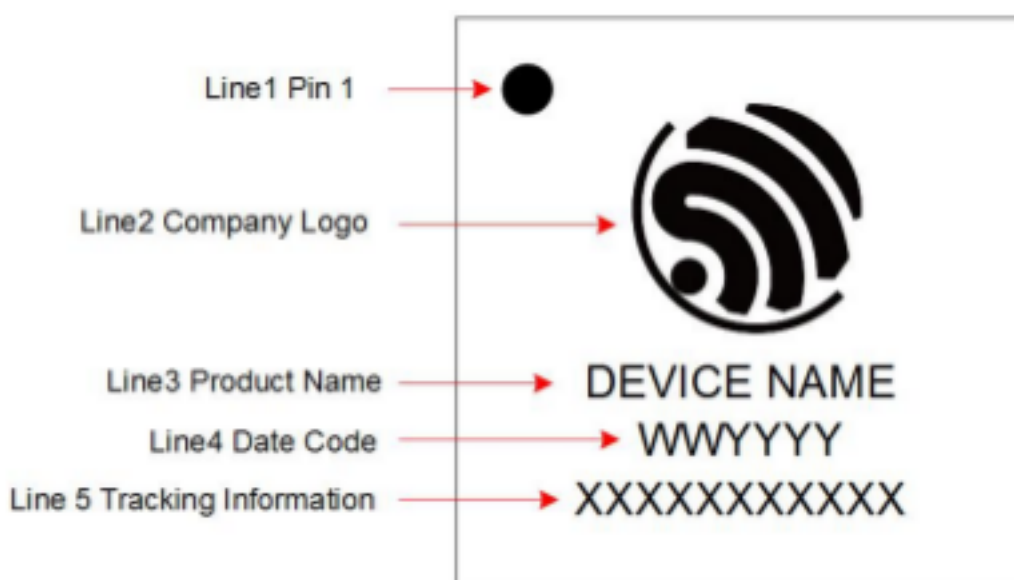 Line1 Pin 1
Line2 Company Logo
Line3 Product Name DEVICE NAME
Line4 Date Code WWYYYY
Line 5 Tracking Information XXXXXXXXXXX